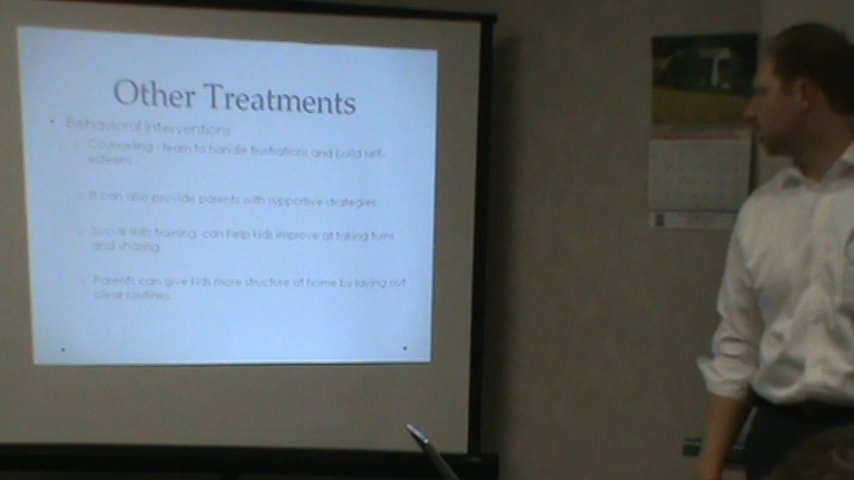 Other Treatments
• Behavioral Interventions
Counseling - learn to handle frustrations and build self-
esteem.
It can also provide parents with supportive strategies
Social skills training, can help kids improve at taking turns
and sharing
Parents can give kids more structure at home by laying out
clear routines